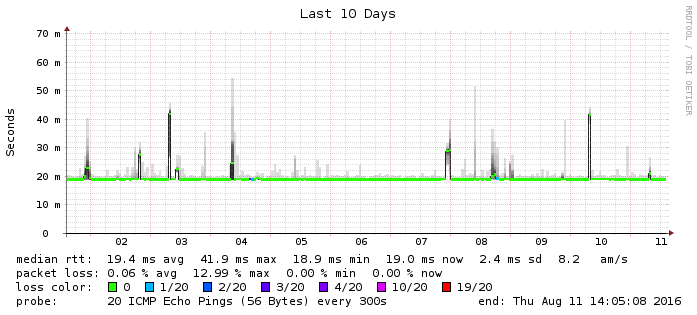 Last 10 Days
RRDTOOL / TOBI OETIKER
Seconds
70 m
60 m
50 m
40 m
30 m
20 m
10 m
0
02 03 04 05 06 07 08 09 10 11
median rtt: 19.4 ms avg 41.9 ms max 18.9 ms min 19.0 ms now 2.4 ms sd 8.2 am/s
packet loss: 0.06 % avg 12.99 % max 0.00 % min 0.00 % now
loss color: 0 1/20 2/20 3/20 4/20 10/20 19/20
probe: 20 ICMP Echo Pings (56 Bytes) every 300s end: Thu Aug 11 14:05:08 2016